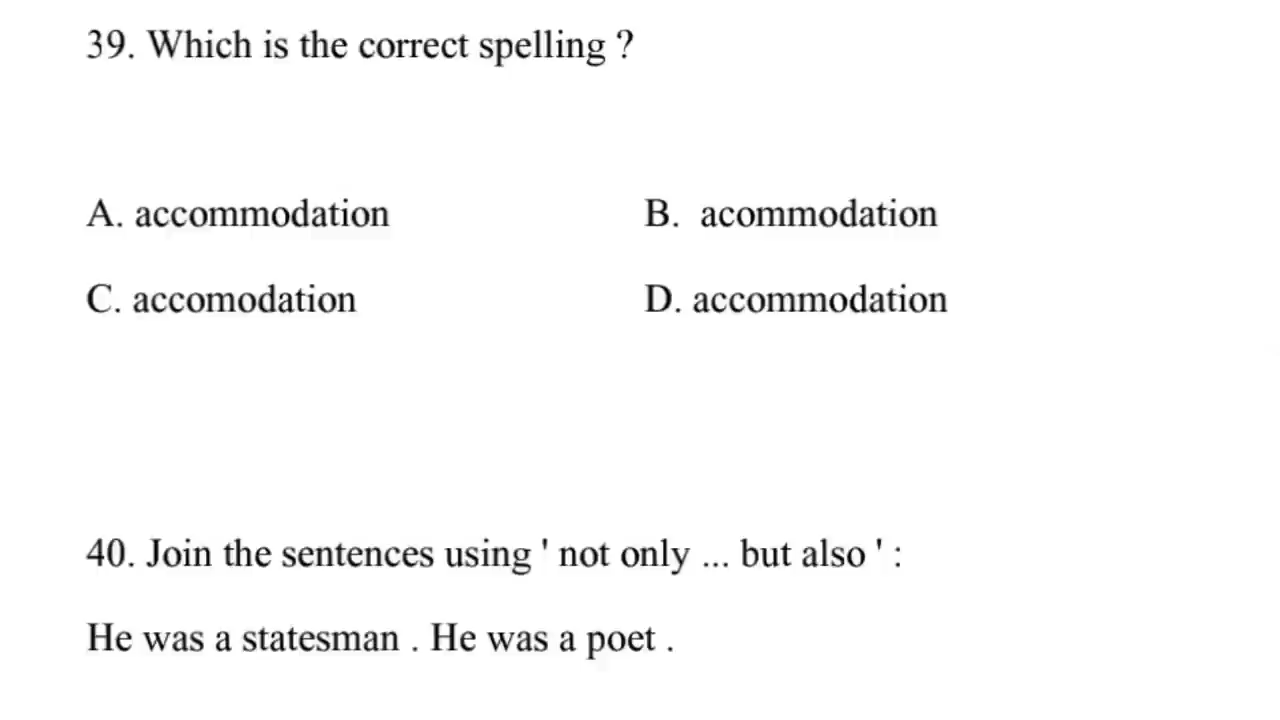 39. Which is the correct spelling ?
A. accommodation B. acommodation
C. accomodation D. accommodation
40. Join the sentences using ' not only ... but also ' :
He was a statesman . He was a poet .